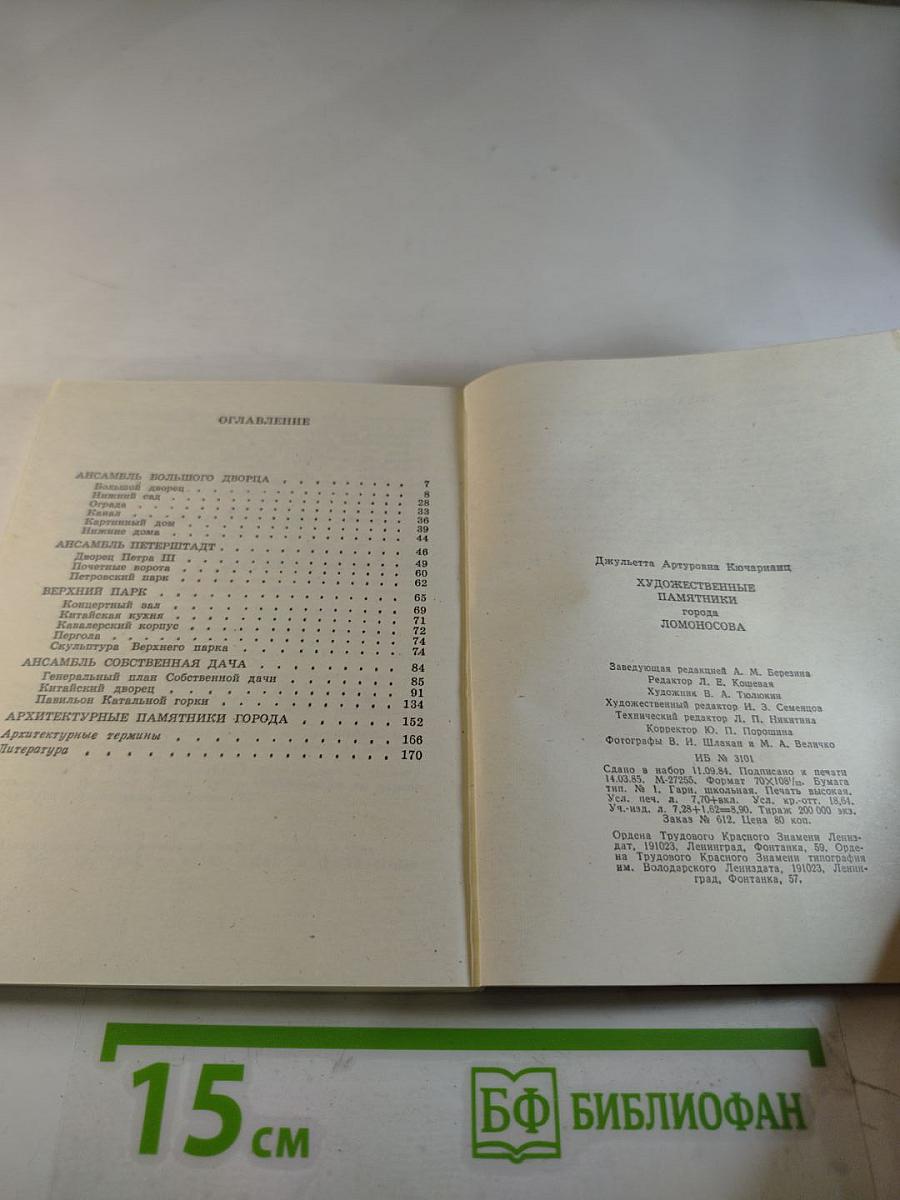 ОГЛАВЛЕНИЕ
АНСАМБЛЬ БОЛЬШОГО ДВОРЦА . . . . . . . . 7
Большой дворец . . . . . . . . . . . . 8
Нижний сад . . . . . . . . . . . . 28
Ограда . . . . . . . . . . . . 33
Канал . . . . . . . . . . . . 36
Картинный дом . . . . . . . . . . . . 39
Нижние дома . . . . . . . . . . . . 44
АНСАМБЛЬ ПЕТЕРШТАДТ . . . . . . . . . . 46
Дворец Петра III . . . . . . . . . . . . 49
Почетные ворота . . . . . . . . . . . . 60
Петровский парк . . . . . . . . . . . . 62
ВЕРХНИЙ ПАРК . . . . . . . . . . . . 65
Концертный зал . . . . . . . . . . . . 69
Китайская кухня . . . . . . . . . . . . 71
Кавалерский корпус . . . . . . . . . . . . 72
Пергола . . . . . . . . . . . . 74
Скульптура Верхнего парка . . . . . . . . . . 74
АНСАМБЛЬ СОБСТВЕННАЯ ДАЧА . . . . . . . . 84
Генеральный план Собственной дачи . . . . . . 85
Китайский дворец . . . . . . . . . . . . 91
Павильон Катальной горки . . . . . . . . . . 134
АРХИТЕКТУРНЫЕ ПАМЯТНИКИ ГОРОДА . . . . . . 152
Архитектурные термины . . . . . . . . . . . . 166
Литература . . . . . . . . . . . . 170
Джульетта Артуровна Кючарианц
ХУДОЖЕСТВЕННЫЕ
ПАМЯТНИКИ
города
ЛОМОНОСОВА
Заведующая редакцией А. М. Березина
Редактор Л. Е. Кошевая
Художник В. А. Тюлюкин
Художественный редактор И. З. Семенцов
Технический редактор Л. П. Никитина
Корректор Ю. П. Порошина
Фотографы В. Н. Шлакан и М. А. Величко
ИБ № 3101
Сдано в набор 11.09.84. Подписано к печати
14.03.85. М-27255. Формат 70×108¹/₃₂. Бумага
тип. № 1. Гарн. школьная. Печать высокая.
Усл. печ. л. 7,70+вкл. Усл. кр.-отт. 18,64.
Уч.-изд. л. 7,28+1,62=8,90. Тираж 200 000 экз.
Заказ № 612. Цена 80 коп.
Ордена Трудового Красного Знамени Лениз-
дат, 191023, Ленинград, Фонтанка, 59. Орде-
на Трудового Красного Знамени типография
им. Володарского Лениздата, 191023, Ленин-
град, Фонтанка, 57.
15 см
БФ БИБЛИОФАН